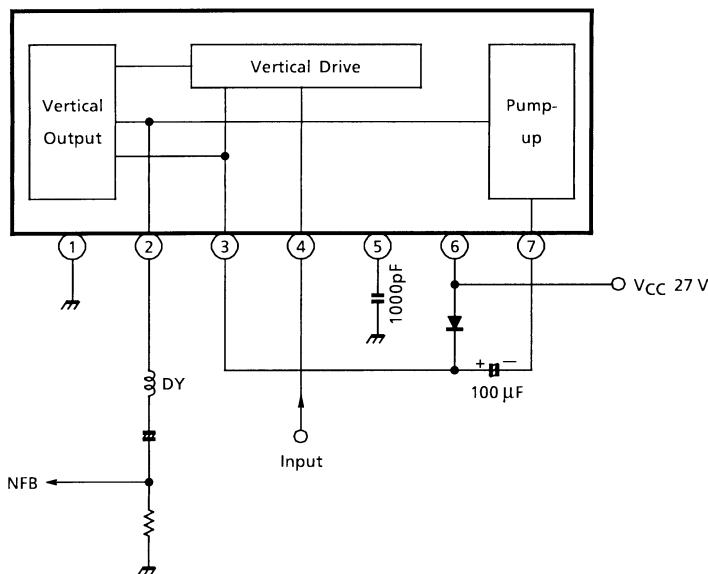 Vertical Drive
Vertical
Output
Pump-
up
1
2
3
4
5
6
7
1000pF
VCC 27 V
DY
+
−
100 μF
Input
NFB